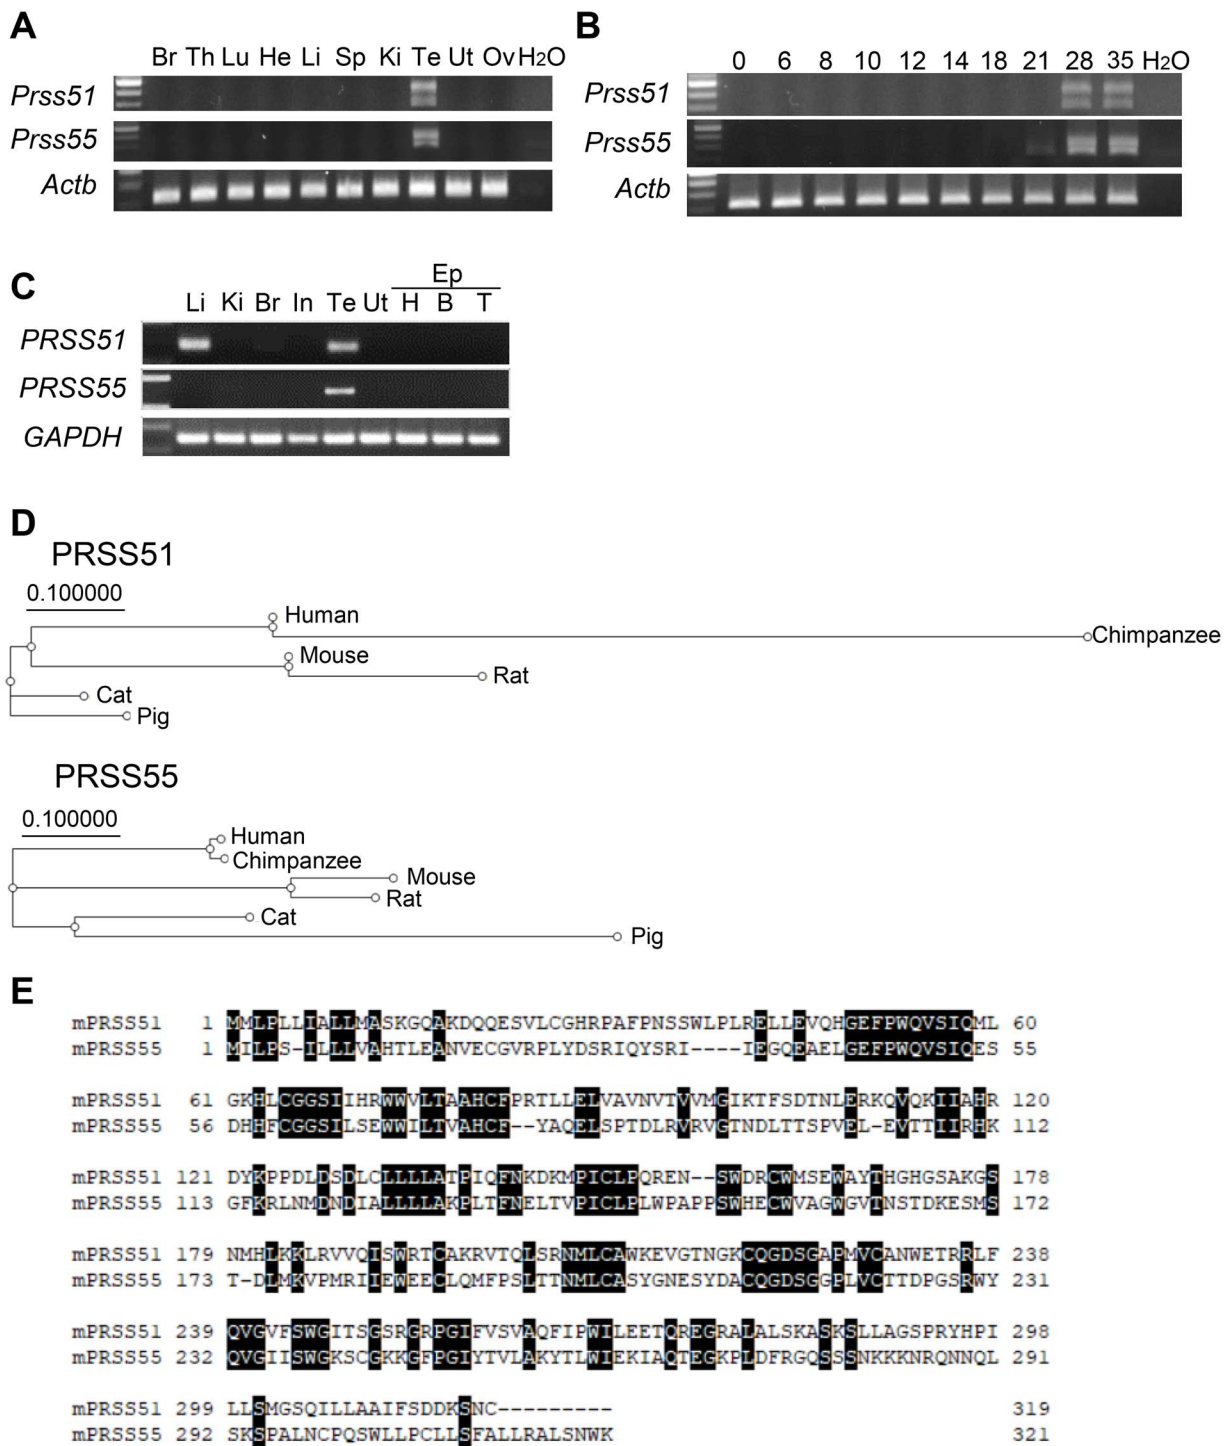 A
Br Th Lu He Li Sp Ki Te Ut Ov H2O
Prss51
Prss55
Actb
B
0 6 8 10 12 14 18 21 28 35 H2O
Prss51
Prss55
Actb
C
Ep
Li Ki Br In Te Ut H B T
PRSS51
PRSS55
GAPDH
D
PRSS51
0.100000
Human
Chimpanzee
Mouse
Rat
Cat
Pig
PRSS55
0.100000
Human
Chimpanzee
Mouse
Rat
Cat
Pig
E
mPRSS51 1 MMLPLLIALLMASKGQAKDQQESVLCGHRPAFPNSSWLPLRELLEVQHGEFPWQVSIQML 60
mPRSS55 1 MILPS-ILLLVAHTLEANVECGVRPLYDSRIQYSRI----IEGQEAELGEFPWQVSIQES 55
mPRSS51 61 GKHLCGGSIIHRWWVLTAAHCFPRTLLELVAVNVTVVMGIKTFSDTNLERKQVQKIIAHR 120
mPRSS55 56 DHHFCGGSILSEWWILTVAHCF--YAQELSPTDLRVRVGTNDLTTSPVEL-EVTTIIRHK 112
mPRSS51 121 DYKPPDLDSDLCLLLLATPIQFNKDKMPICLPQREN--SWDRCWMSEWAYTHGHGSAKGS 178
mPRSS55 113 GFKRLNMDNDIALLLLAKPLTFNELTVPICLPLWPAPPSWHECWVAGWGVTNSTDKESMS 172
mPRSS51 179 NMHLKKLRVVQISWRTCAKRVTQLSRNMLCAWKEVGTNGKCQGDSGAPMVCANWETRRLF 238
mPRSS55 173 T-DLMKVPMRIIEWEECLQMFPSLTTNMLCASYGNESYDACQGDSGGPLVCTTDPGSRWY 231
mPRSS51 239 QVGVFSWGITSGSRGRPGIFVSVAQFIPWILEETQREGRALALSKASKSLLAGSPRYHPI 298
mPRSS55 232 QVGIISWGKSCGKKGFPGIYTVLAKYTLWIEKIAQTEGKPLDFRGQSSSNKKKNRQNNQL 291
mPRSS51 299 LLSMGSQILLAAIFSDDKSNC--------- 319
mPRSS55 292 SKSPALNCPQSWLLPCLLSFALLRALSNWK 321